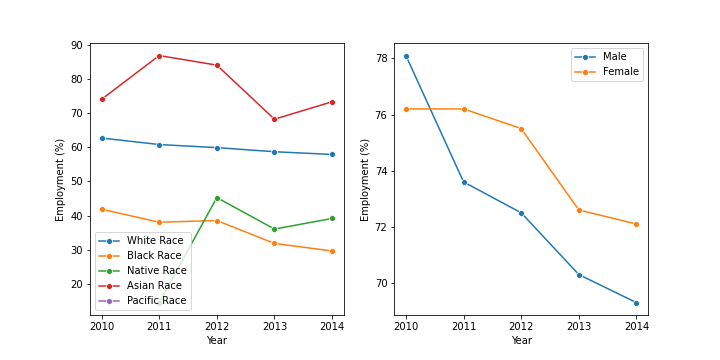 90
80
70
60
50
40
30
20
Employment (%)
White Race
Black Race
Native Race
Asian Race
Pacific Race
2010 2011 2012 2013 2014
Year
78
76
74
72
70
Employment (%)
Male
Female
2010 2011 2012 2013 2014
Year